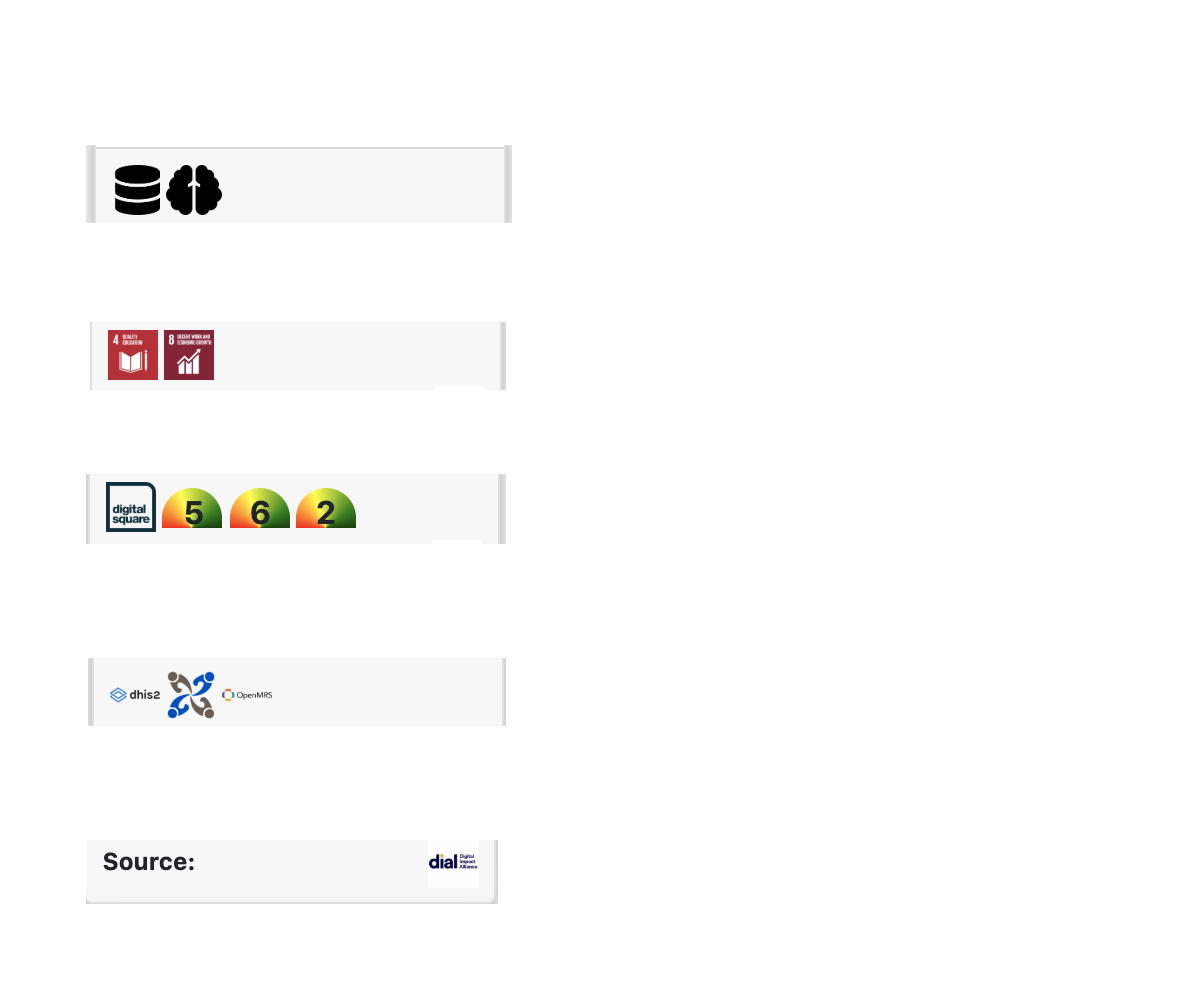 4 QUALITY EDUCATION
8 DECENT WORK AND ECONOMIC GROWTH
digital square
5
6
2
dhis2
OpenMRS
Source:
dial Digital Impact Alliance